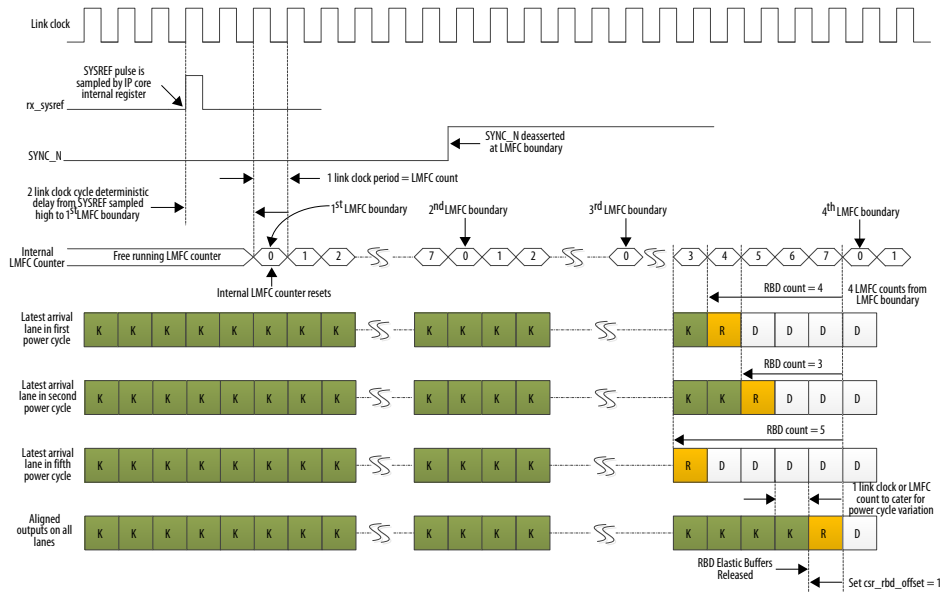 Link clock
SYSREF pulse is
sampled by IP core
internal register
rx_sysref
SYNC_N deasserted
at LMFC boundary
SYNC_N
1 link clock period = LMFC count
2 link clock cycle deterministic
delay from SYSREF sampled
high to 1st LMFC boundary
1st LMFC boundary
2nd LMFC boundary
3rd LMFC boundary
4th LMFC boundary
Internal
LMFC Counter
Free running LMFC counter
0 1 2 7 0 1 2 0 3 4 5 6 7 0 1
Internal LMFC counter resets
RBD count = 4
4 LMFC counts from
LMFC boundary
Latest arrival
lane in first
power cycle
K K K K K K K K K K K K K R D D D D
RBD count = 3
Latest arrival
lane in second
power cycle
K K K K K K K K K K K K K K R D D D
RBD count = 5
Latest arrival
lane in fifth
power cycle
K K K K K K K K K K K K R D D D D D
1 link clock or LMFC
count to cater for
power cycle variation
Aligned
outputs on all
lanes
K K K K K K K K K K K K K K K K R D
RBD Elastic Buffers
Released
Set csr_rbd_offset = 1